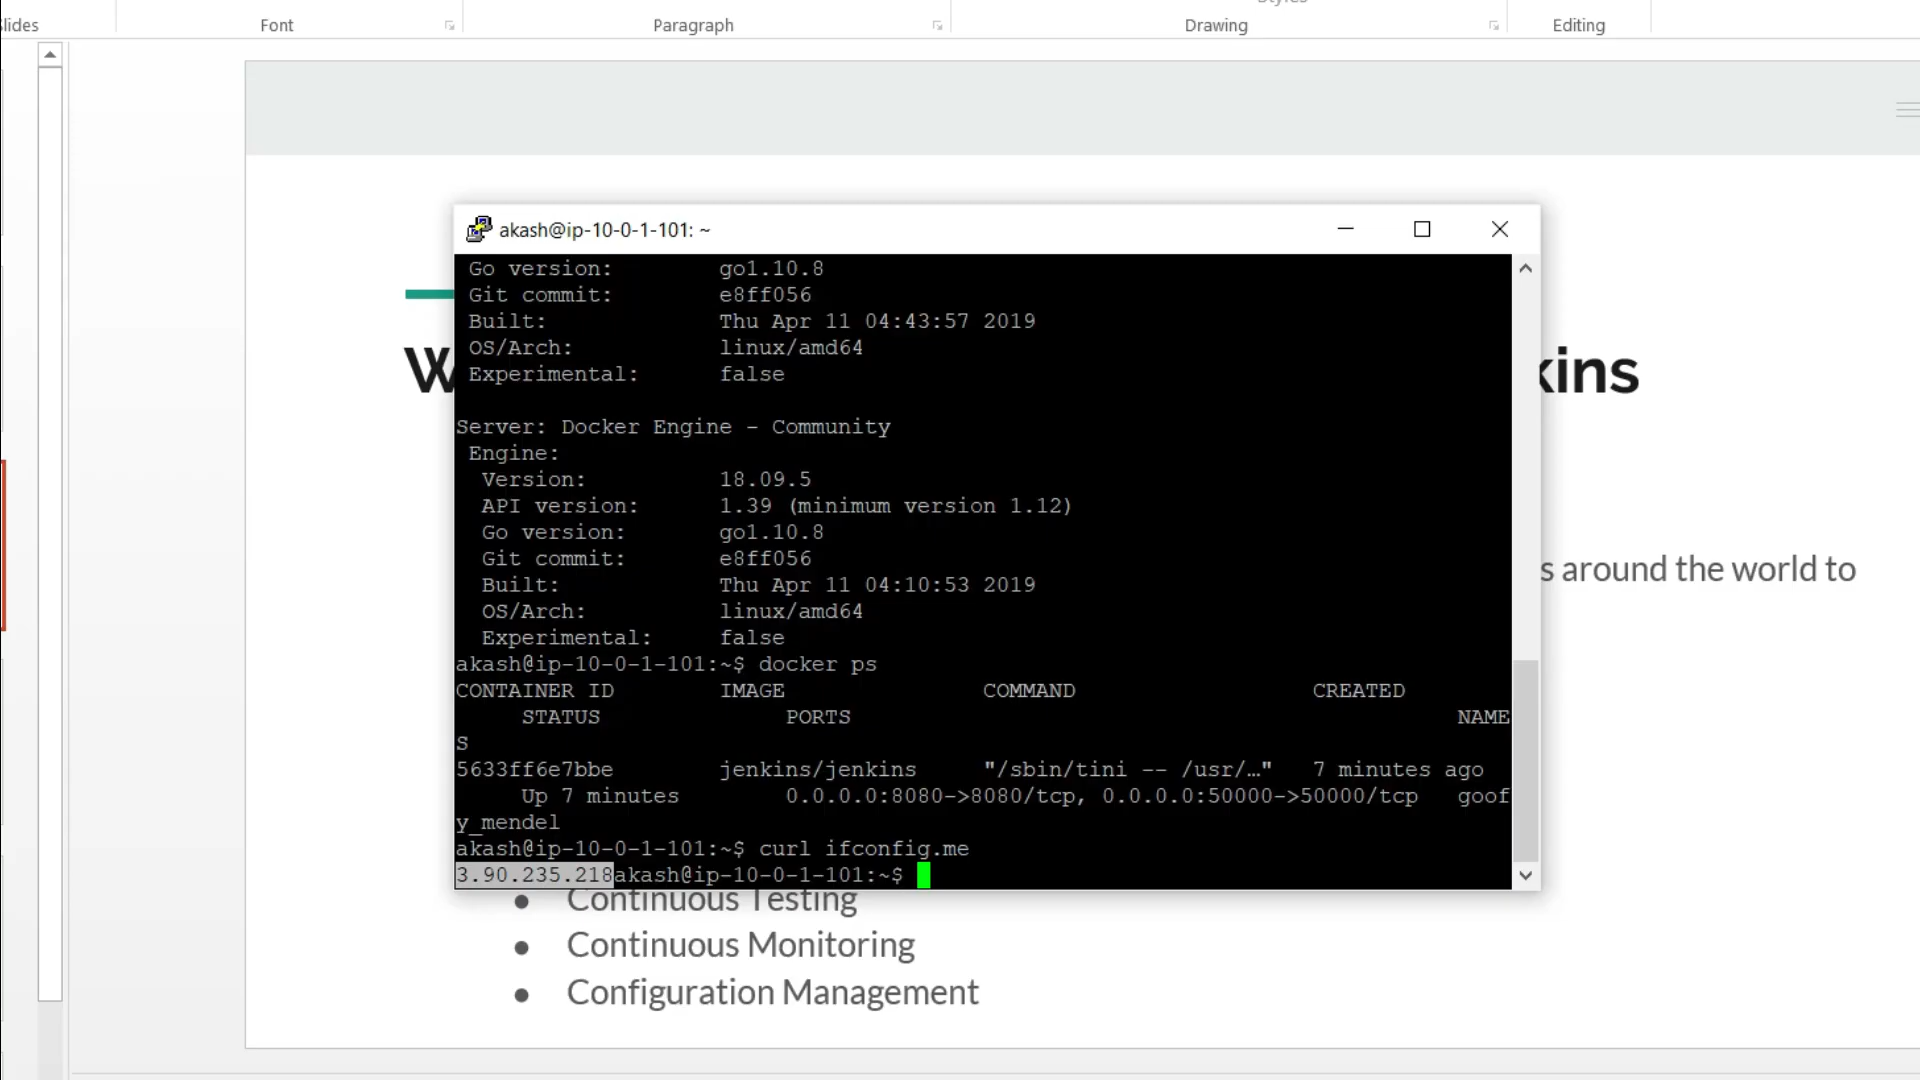 Slides
Font
Paragraph
Styles
Drawing
Editing
akash@ip-10-0-1-101: ~
Go version: go1.10.8
Git commit: e8ff056
Built: Thu Apr 11 04:43:57 2019
OS/Arch: linux/amd64
W
Experimental: false
kins
Server: Docker Engine - Community
Engine:
Version: 18.09.5
API version: 1.39 (minimum version 1.12)
Go version: go1.10.8
Git commit: e8ff056
s around the world to
Built: Thu Apr 11 04:10:53 2019
OS/Arch: linux/amd64
Experimental: false
akash@ip-10-0-1-101:~$ docker ps
CONTAINER ID IMAGE COMMAND CREATED
STATUS PORTS NAME
S
5633ff6e7bbe jenkins/jenkins "/sbin/tini -- /usr/…" 7 minutes ago
Up 7 minutes 0.0.0.0:8080->8080/tcp, 0.0.0.0:50000->50000/tcp goof
y_mendel
akash@ip-10-0-1-101:~$ curl ifconfig.me
3.90.235.218akash@ip-10-0-1-101:~$
Continuous Testing
Continuous Monitoring
Configuration Management